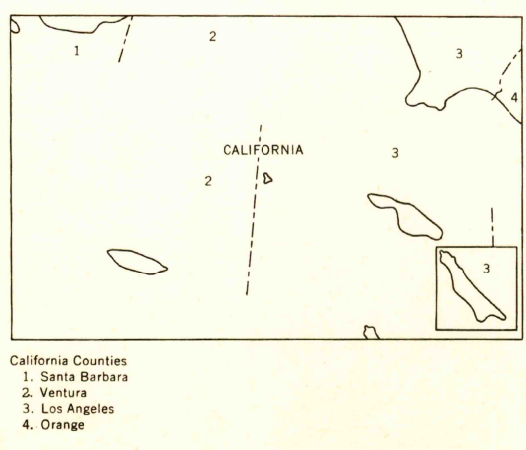 1
2
3
4
CALIFORNIA
3
2
3
California Counties
1. Santa Barbara
2. Ventura
3. Los Angeles
4. Orange